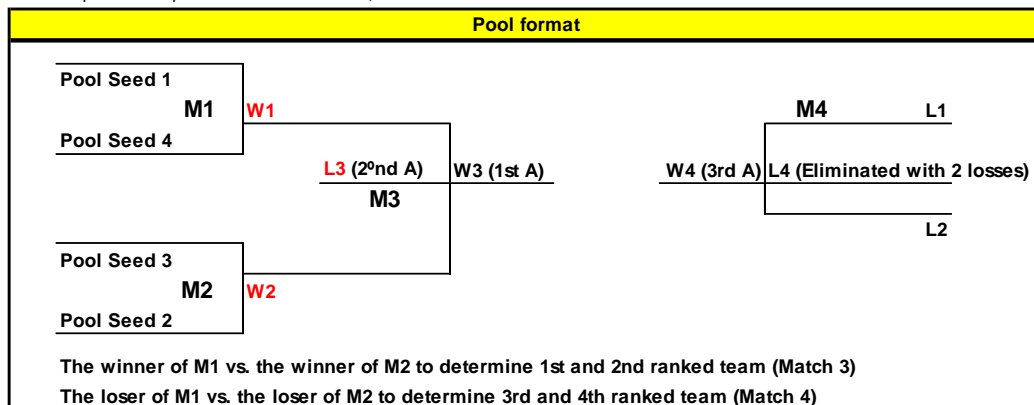 Pool format
Pool Seed 1
M1 W1
M4 L1
Pool Seed 4
L3 (2ºnd A) W3 (1st A)
W4 (3rd A) L4 (Eliminated with 2 losses)
M3
L2
Pool Seed 3
M2 W2
Pool Seed 2
The winner of M1 vs. the winner of M2 to determine 1st and 2nd ranked team (Match 3)
The loser of M1 vs. the loser of M2 to determine 3rd and 4th ranked team (Match 4)